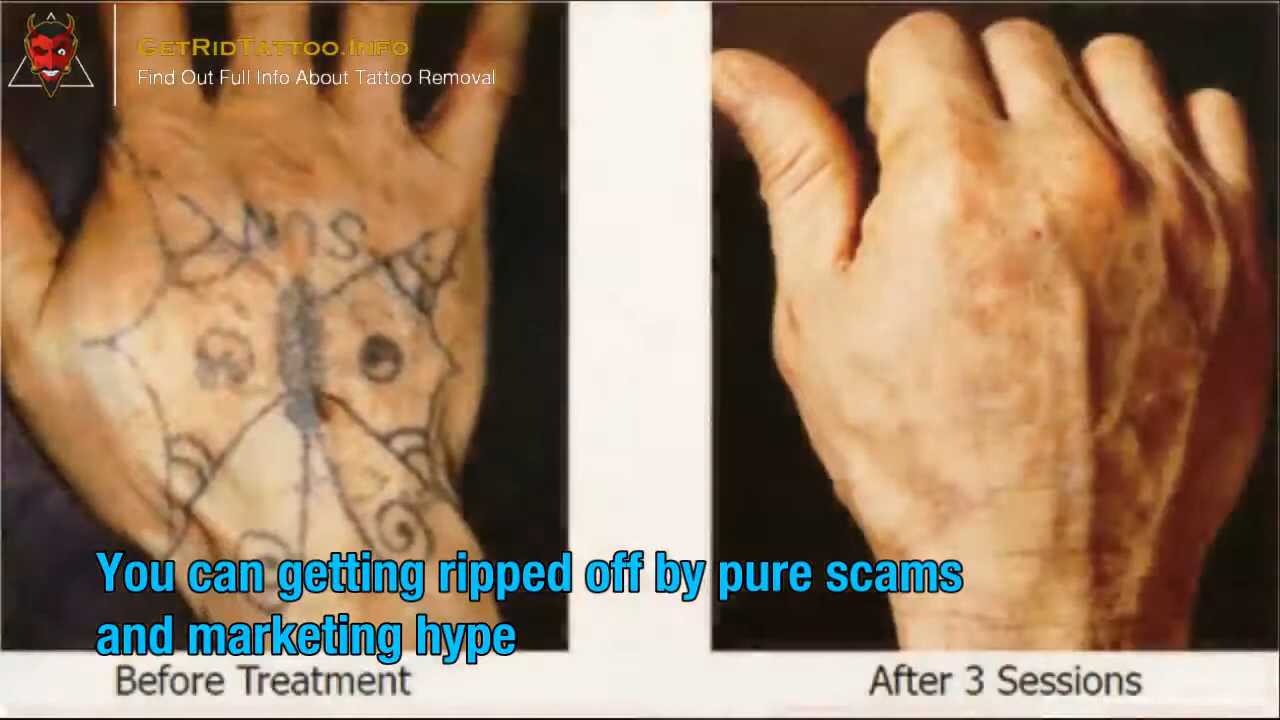 GetRidTattoo.Info
Find Out Full Info About Tattoo Removal
SUN
You can getting ripped off by pure scams
and marketing hype
Before Treatment
After 3 Sessions